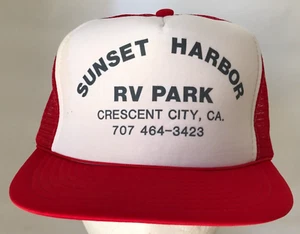 SUNSET HARBOR
RV PARK
CRESCENT CITY, CA.
707 464-3423